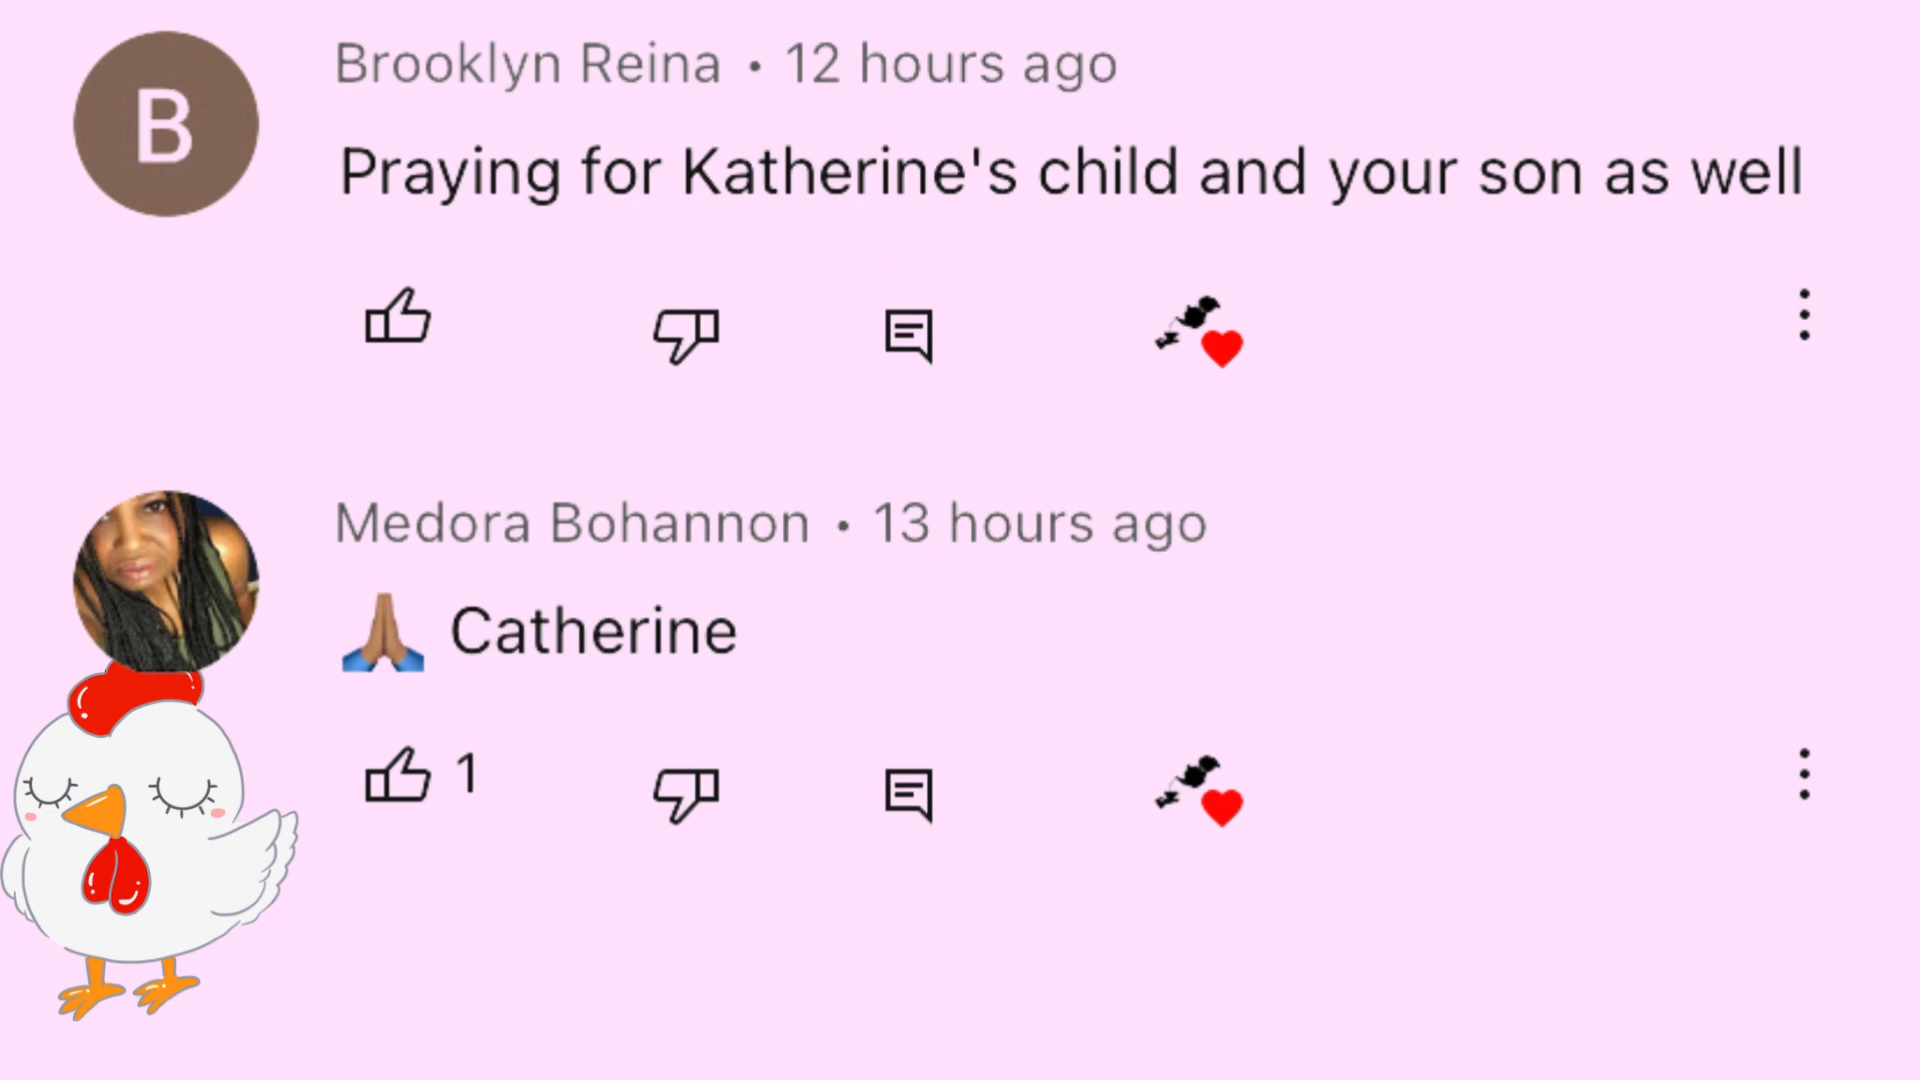 B
Brooklyn Reina • 12 hours ago
Praying for Katherine's child and your son as well
Medora Bohannon • 13 hours ago
🙏🏽 Catherine
1